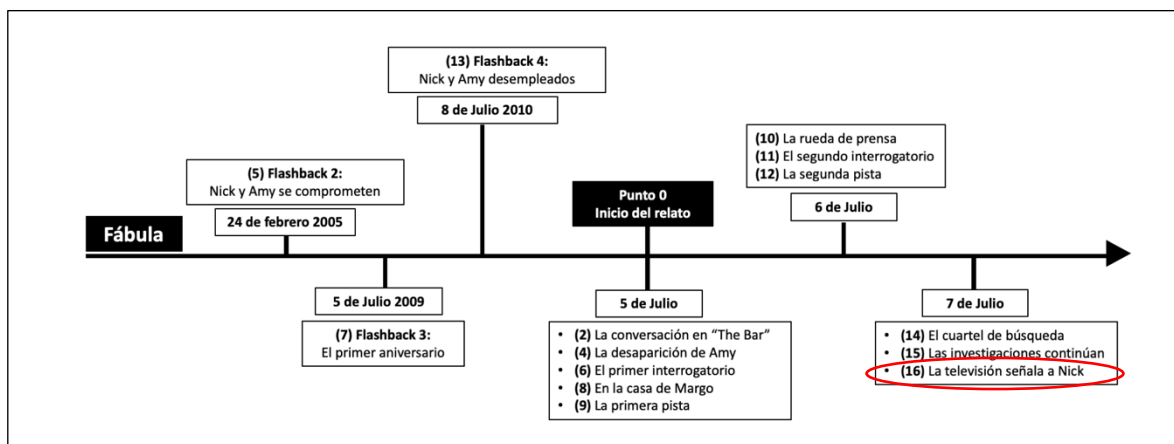 (13) Flashback 4:
Nick y Amy desempleados
8 de Julio 2010
(10) La rueda de prensa
(11) El segundo interrogatorio
(12) La segunda pista
6 de Julio
(5) Flashback 2:
Nick y Amy se comprometen
24 de febrero 2005
Punto 0
Inicio del relato
Fábula
5 de Julio 2009
(7) Flashback 3:
El primer aniversario
5 de Julio
• (2) La conversación en “The Bar”
• (4) La desaparición de Amy
• (6) El primer interrogatorio
• (8) En la casa de Margo
• (9) La primera pista
7 de Julio
• (14) El cuartel de búsqueda
• (15) Las investigaciones continúan
• (16) La televisión señala a Nick